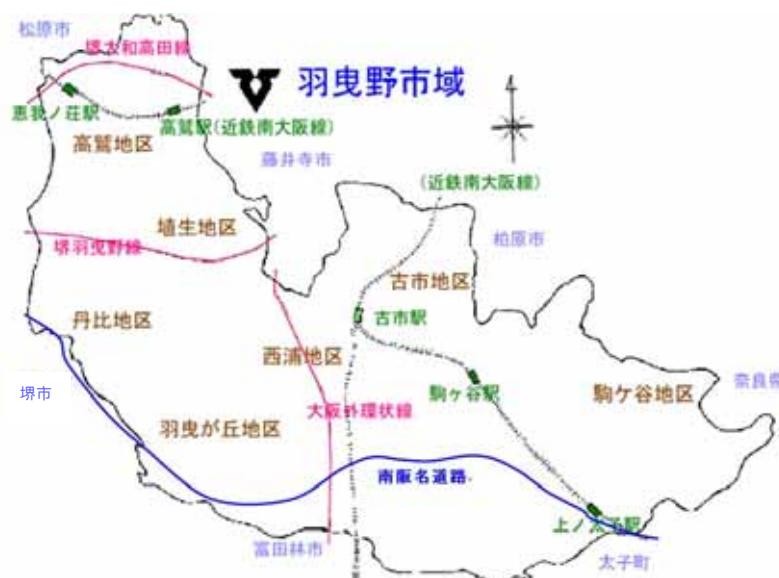 松原市
堺大和高田線
羽曳野市域
恵我ノ荘駅
高鷲駅(近鉄南大阪線)
高鷲地区
藤井寺市
(近鉄南大阪線)
埴生地区
柏原市
堺羽曳野線
古市地区
丹比地区
古市駅
西浦地区
奈良県
堺市
駒ヶ谷駅
駒ケ谷地区
大阪外環状線
羽曳が丘地区
南阪名道路
上ノ太子駅
富田林市
太子町